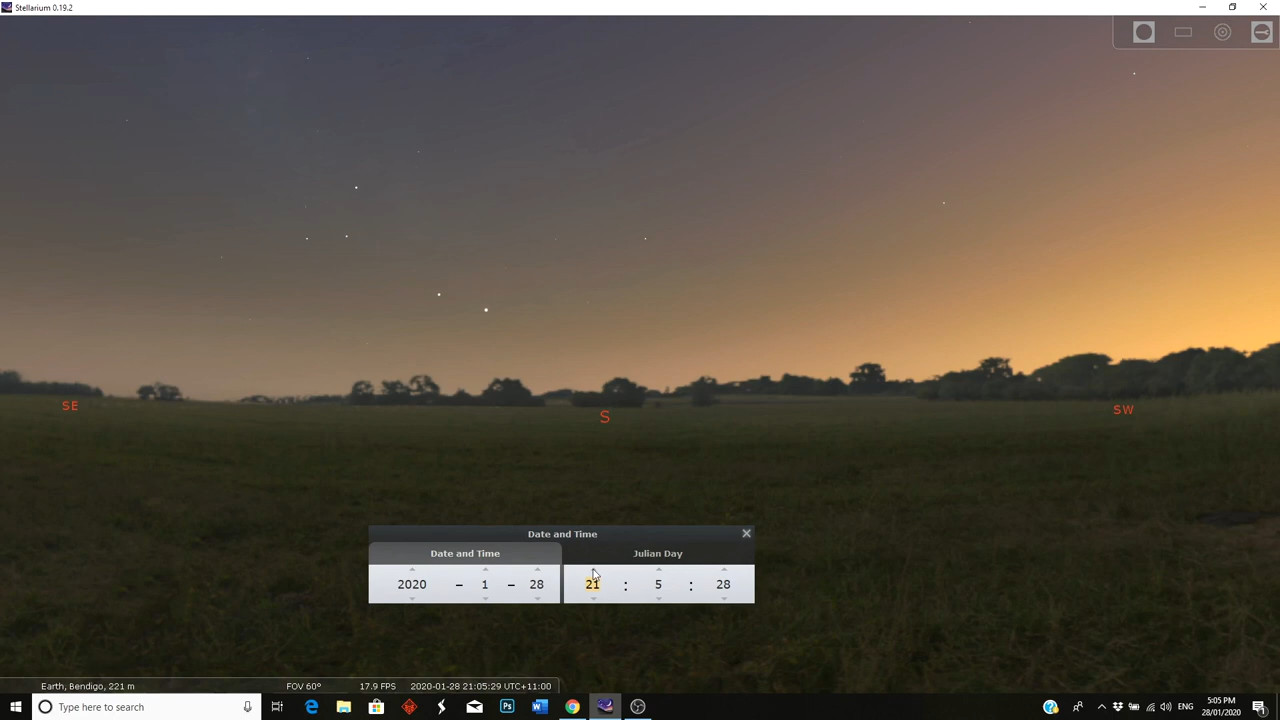 Stellarium 0.19.2
SE
S
SW
Date and Time
Date and Time
Julian Day
2020 – 1 – 28
21 : 5 : 28
Earth, Bendigo, 221 m
FOV 60°
17.9 FPS
2020-01-28 21:05:29 UTC+11:00
Type here to search
Ps
ENG
5:05 PM
28/01/2020
1